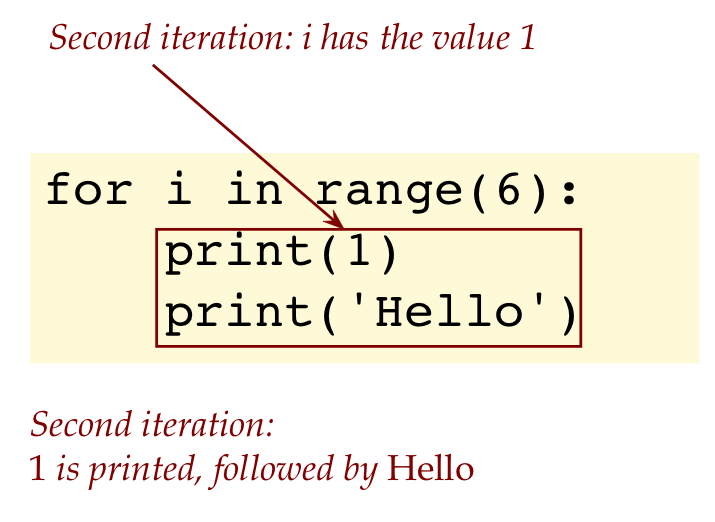 Second iteration: i has the value 1
for i in range(6):
    print(1)
    print('Hello')
Second iteration:
1 is printed, followed by Hello